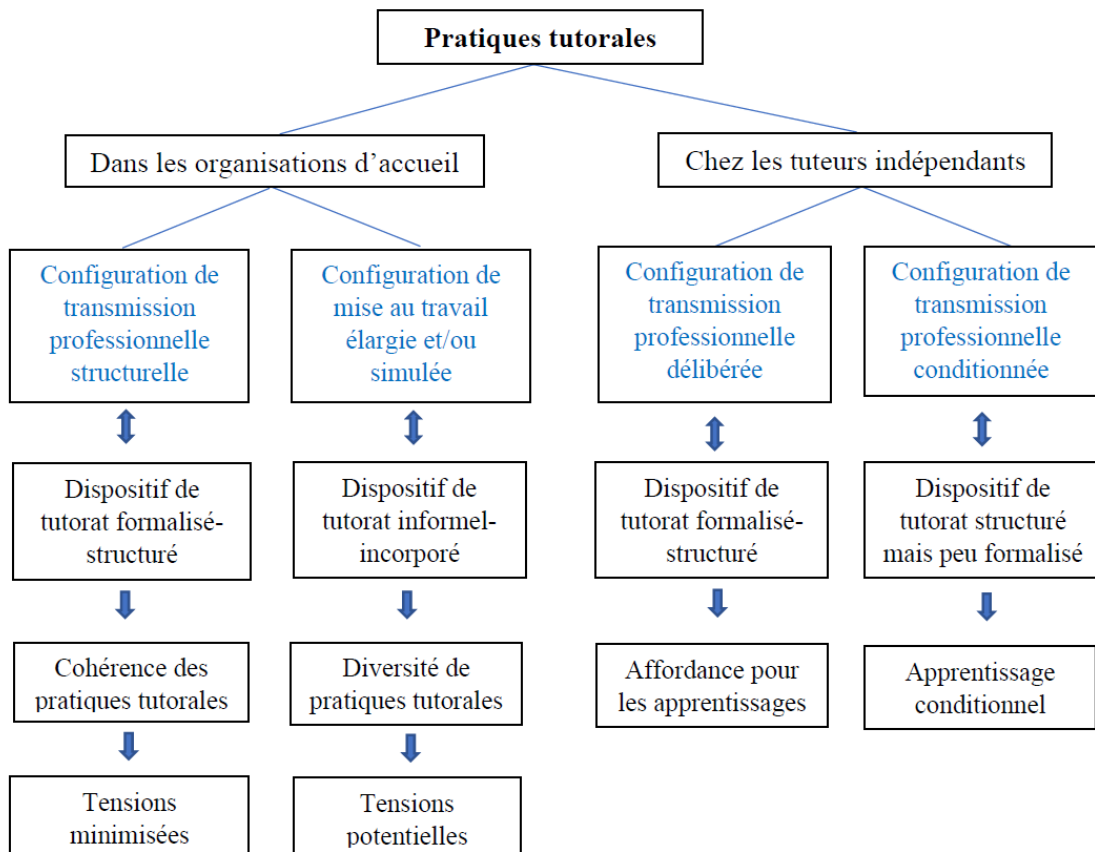 Pratiques tutorales
Dans les organisations d’accueil
Chez les tuteurs indépendants
Configuration de
transmission
professionnelle
structurelle
Configuration de
mise au travail
élargie et/ou
simulée
Configuration de
transmission
professionnelle
délibérée
Configuration de
transmission
professionnelle
conditionnée
Dispositif de
tutorat formalisé-
structuré
Dispositif de
tutorat informel-
incorporé
Dispositif de
tutorat formalisé-
structuré
Dispositif de
tutorat structuré
mais peu formalisé
Cohérence des
pratiques tutorales
Diversité de
pratiques tutorales
Affordance pour
les apprentissages
Apprentissage
conditionnel
Tensions
minimisées
Tensions
potentielles